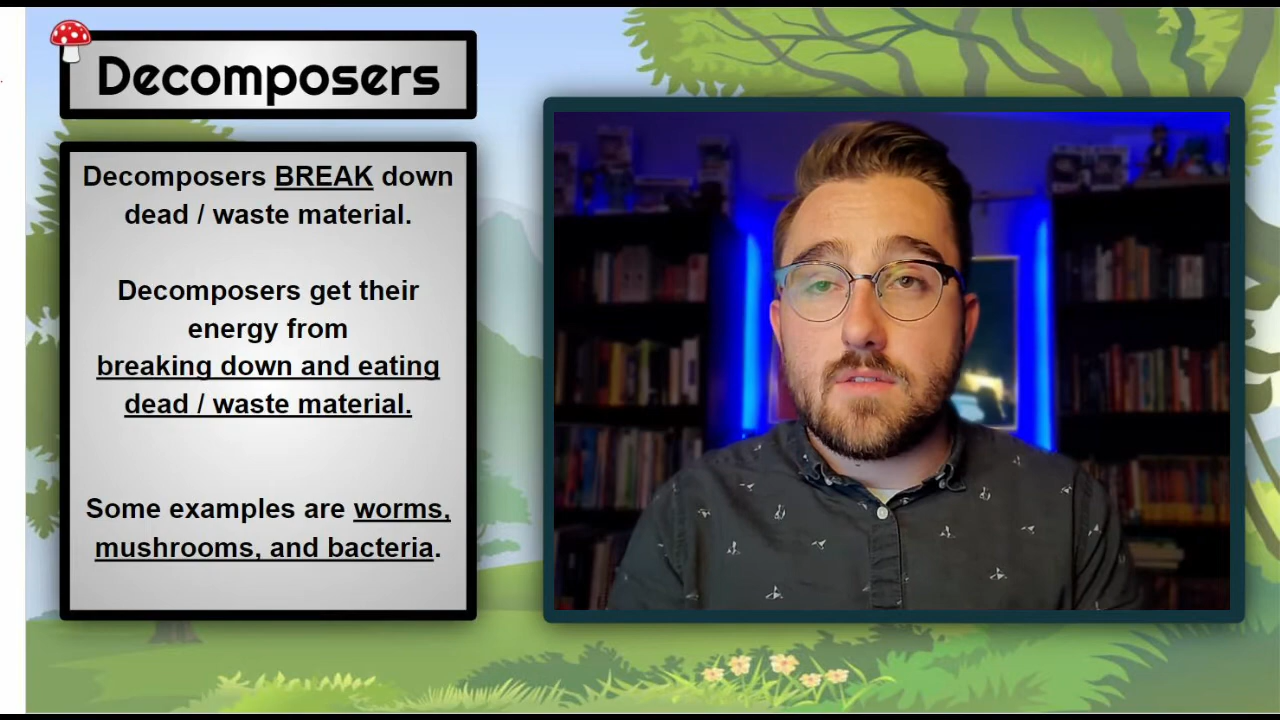 Decomposers
Decomposers BREAK down
dead / waste material.
Decomposers get their
energy from
breaking down and eating
dead / waste material.
Some examples are worms,
mushrooms, and bacteria.